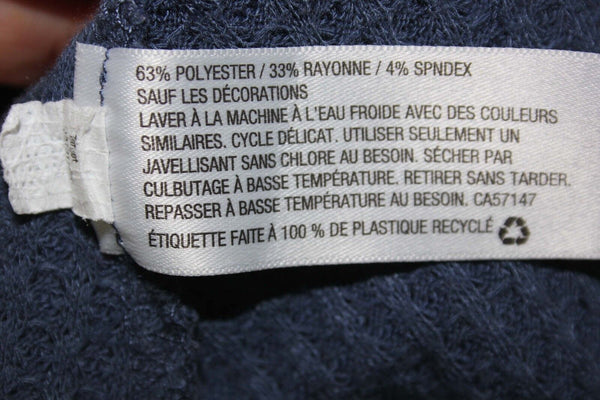 63% POLYESTER / 33% RAYONNE / 4% SPNDEX
SAUF LES DÉCORATIONS
LAVER À LA MACHINE À L'EAU FROIDE AVEC DES COULEURS
SIMILAIRES. CYCLE DÉLICAT. UTILISER SEULEMENT UN
JAVELLISANT SANS CHLORE AU BESOIN. SÉCHER PAR
CULBUTAGE À BASSE TEMPÉRATURE. RETIRER SANS TARDER.
REPASSER À BASSE TEMPÉRATURE AU BESOIN. CA57147
ÉTIQUETTE FAITE À 100 % DE PLASTIQUE RECYCLÉ